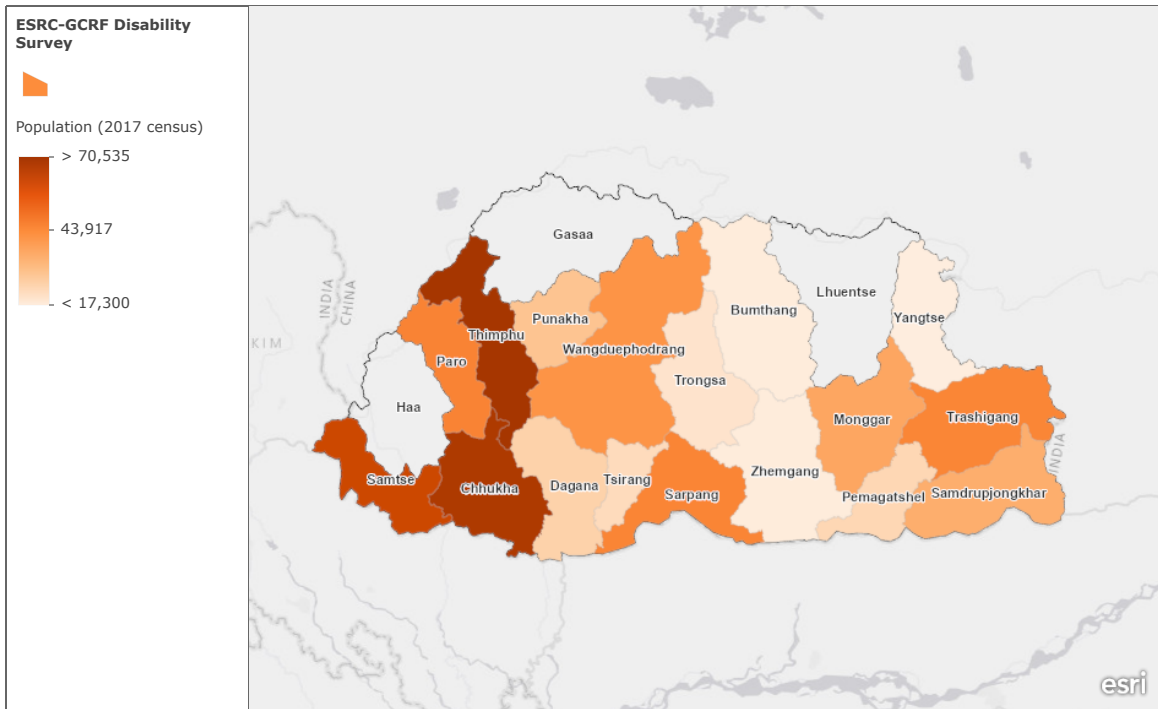 ESRC-GCRF Disability
Survey
Population (2017 census)
> 70,535
43,917
< 17,300
INDIA
CHINA
KIM
Gasaa
Lhuentse
Bumthang
Yangtse
Punakha
Thimphu
Wangduephodrang
Paro
Trongsa
Haa
Monggar
Trashigang
INDIA
Samtse
Chhukha
Dagana
Tsirang
Sarpang
Zhemgang
Pemagatshel
Samdrupjongkhar
esri